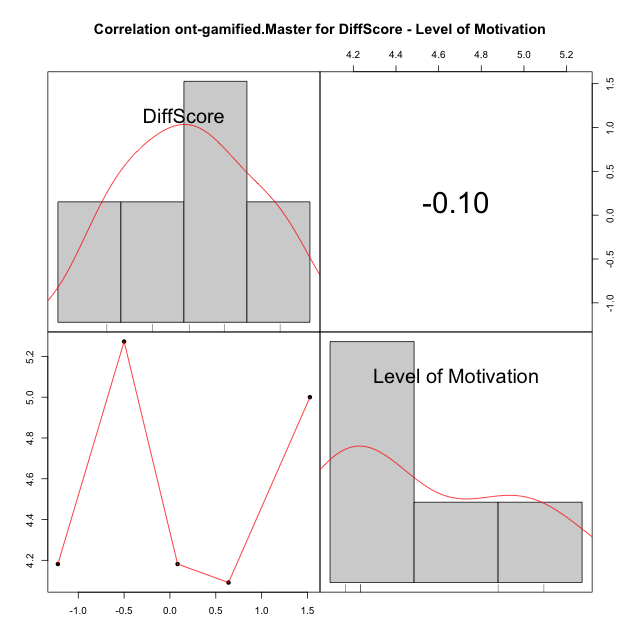 Correlation ont-gamified.Master for DiffScore - Level of Motivation
4.2 4.4 4.6 4.8 5.0 5.2
DiffScore
-0.10
1.5
1.0
0.5
0.0
-0.5
-1.0
5.2
5.0
4.8
4.6
4.4
4.2
Level of Motivation
-1.0 -0.5 0.0 0.5 1.0 1.5